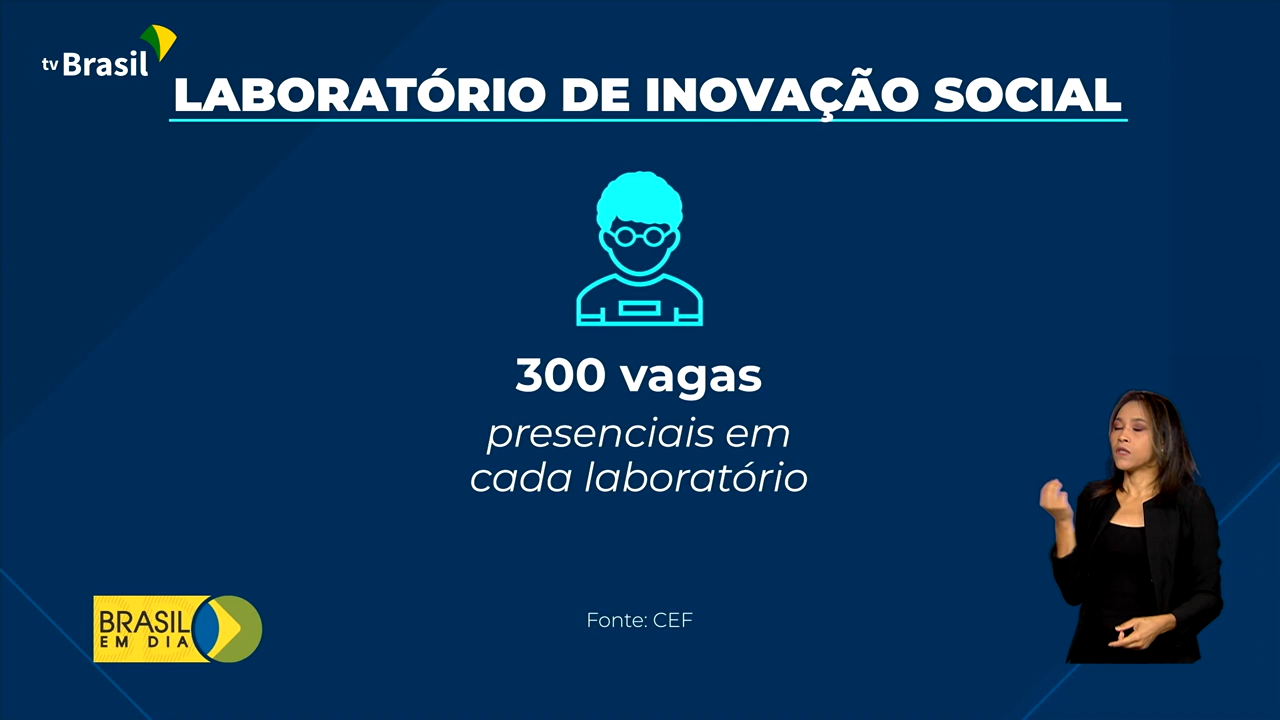 tv Brasil
LABORATÓRIO DE INOVAÇÃO SOCIAL
300 vagas
presenciais em
cada laboratório
Fonte: CEF
BRASIL
EM DIA